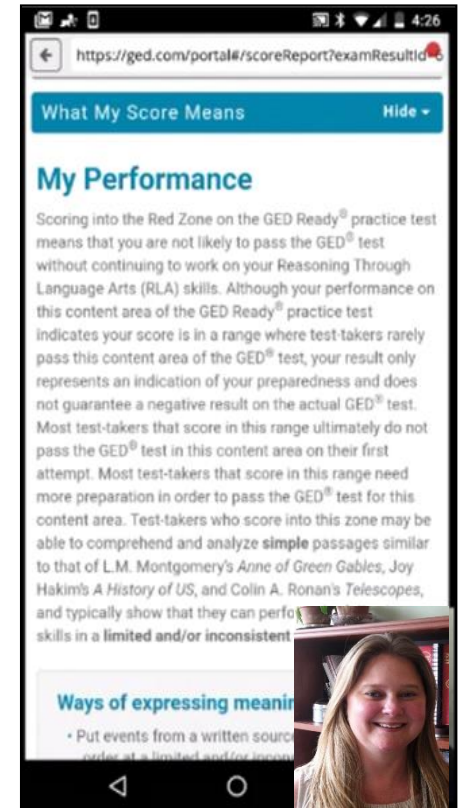 4:26
https://ged.com/portal#/scoreReport?examResultId=
What My Score Means Hide
My Performance
Scoring into the Red Zone on the GED Ready® practice test
means that you are not likely to pass the GED® test
without continuing to work on your Reasoning Through
Language Arts (RLA) skills. Although your performance on
this content area of the GED Ready® practice test
indicates your score is in a range where test-takers rarely
pass this content area of the GED® test, your result only
represents an indication of your preparedness and does
not guarantee a negative result on the actual GED® test.
Most test-takers that score in this range ultimately do not
pass the GED® test in this content area on their first
attempt. Most test-takers that score in this range need
more preparation in order to pass the GED® test for this
content area. Test-takers who score into this zone may be
able to comprehend and analyze simple passages similar
to that of L.M. Montgomery's Anne of Green Gables, Joy
Hakim's A History of US, and Colin A. Ronan's Telescopes,
and typically show that they can perfo
skills in a limited and/or inconsistent
Ways of expressing meanin
• Put events from a written sourc
order at a limited and/or